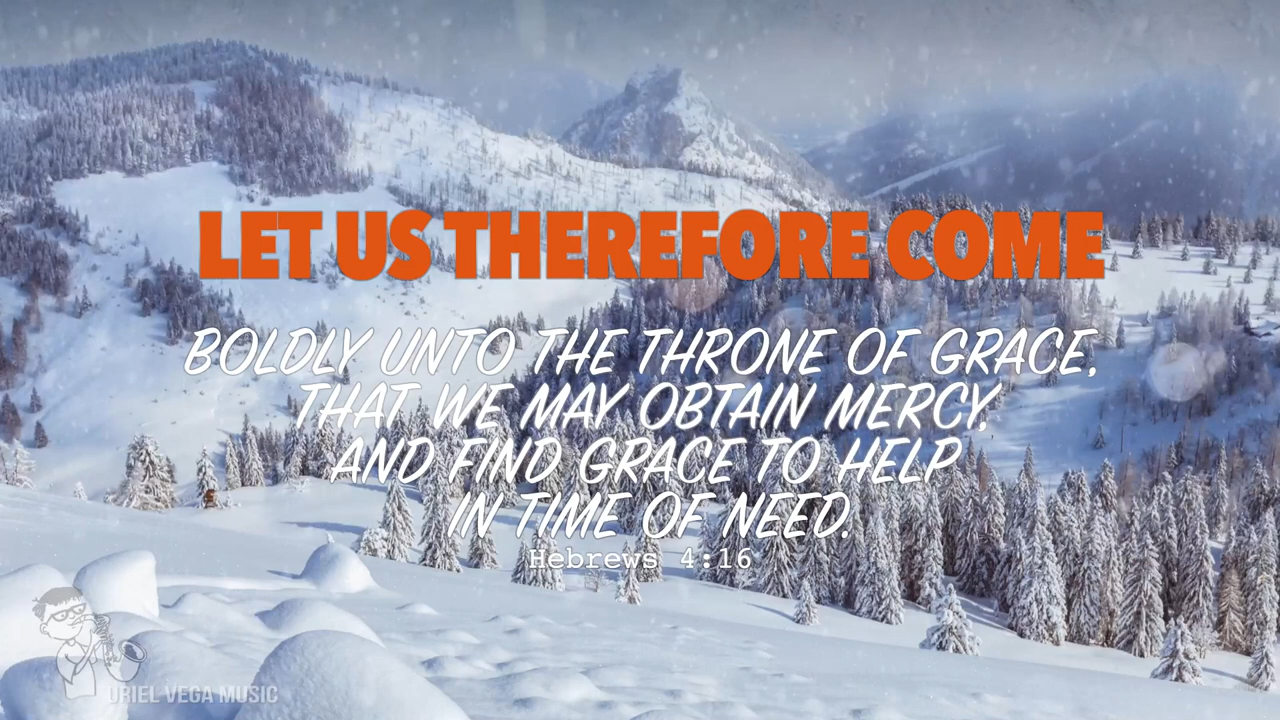 LET US THEREFORE COME
BOLDLY UNTO THE THRONE OF GRACE,
THAT WE MAY OBTAIN MERCY,
AND FIND GRACE TO HELP
IN TIME OF NEED.
Hebrews 4:16
URIEL VEGA MUSIC